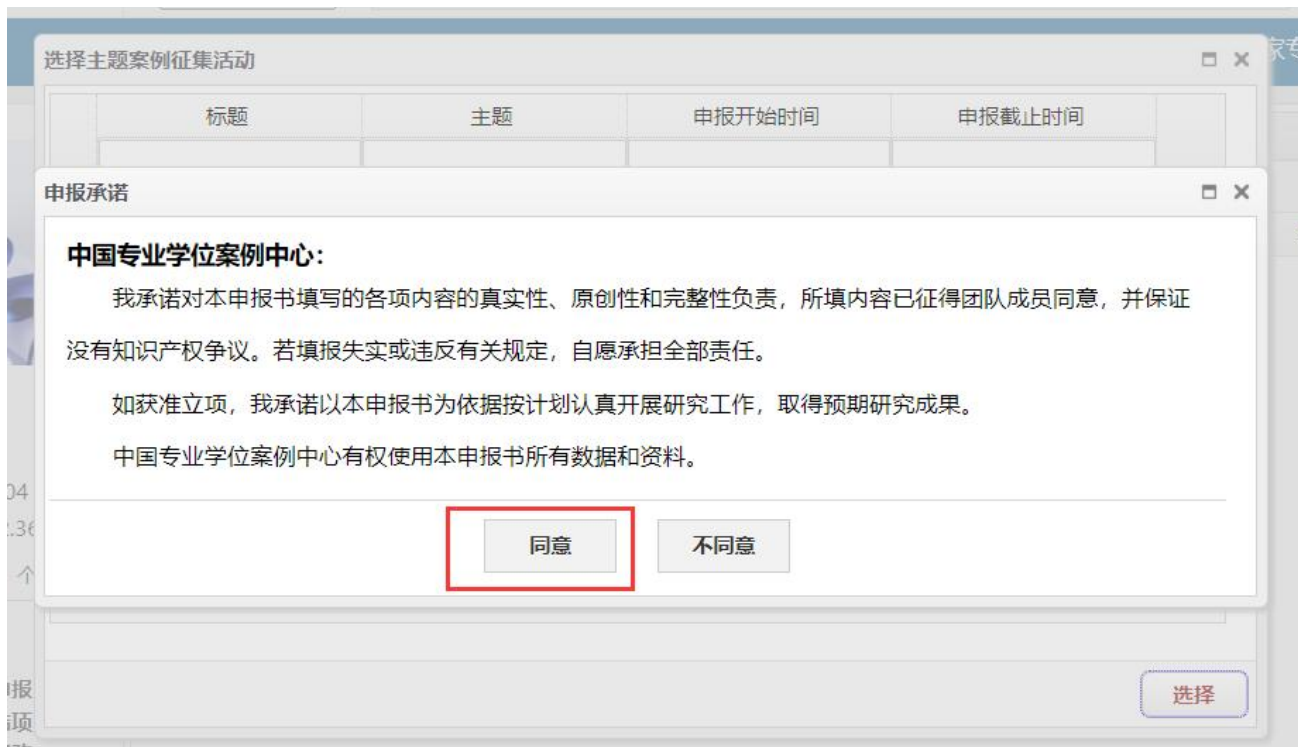 家专
选择主题案例征集活动
标题 主题 申报开始时间 申报截止时间
申报承诺
中国专业学位案例中心：
我承诺对本申报书填写的各项内容的真实性、原创性和完整性负责，所填内容已征得团队成员同意，并保证
没有知识产权争议。若填报失实或违反有关规定，自愿承担全部责任。
如获准立项，我承诺以本申报书为依据按计划认真开展研究工作，取得预期研究成果。
中国专业学位案例中心有权使用本申报书所有数据和资料。
04
.36
个
同意 不同意
报
选择
项